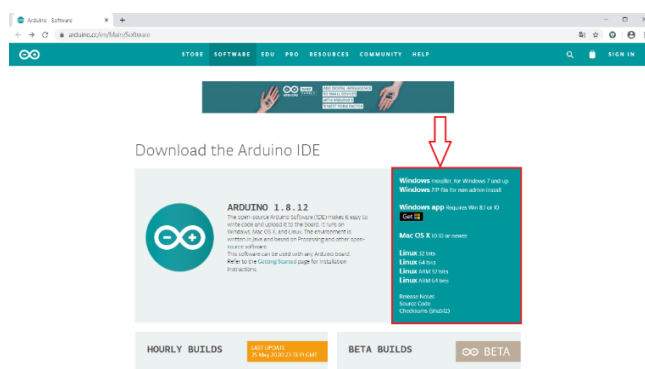 Arduino - Software
arduino.cc/en/Main/Software
STORE SOFTWARE EDU PRO RESOURCES COMMUNITY HELP
SIGN IN
Download the Arduino IDE
ARDUINO 1.8.12
The open-source Arduino Software (IDE) makes it easy to
write code and upload it to the board. It runs on
Windows, Mac OS X, and Linux. The environment is
written in Java and based on Processing and other open-
source software.
This software can be used with any Arduino board.
Refer to the Getting Started page for Installation
instructions.
Windows Installer, for Windows 7 and up
Windows ZIP file for non admin install
Windows app Requires Win 8.1 or 10
Get
Mac OS X 10.10 or newer
Linux 32 bits
Linux 64 bits
Linux ARM 32 bits
Linux ARM 64 bits
Release Notes
Source Code
Checksums (sha512)
HOURLY BUILDS
LAST UPDATE
25 May 2020
GMT
BETA BUILDS
BETA